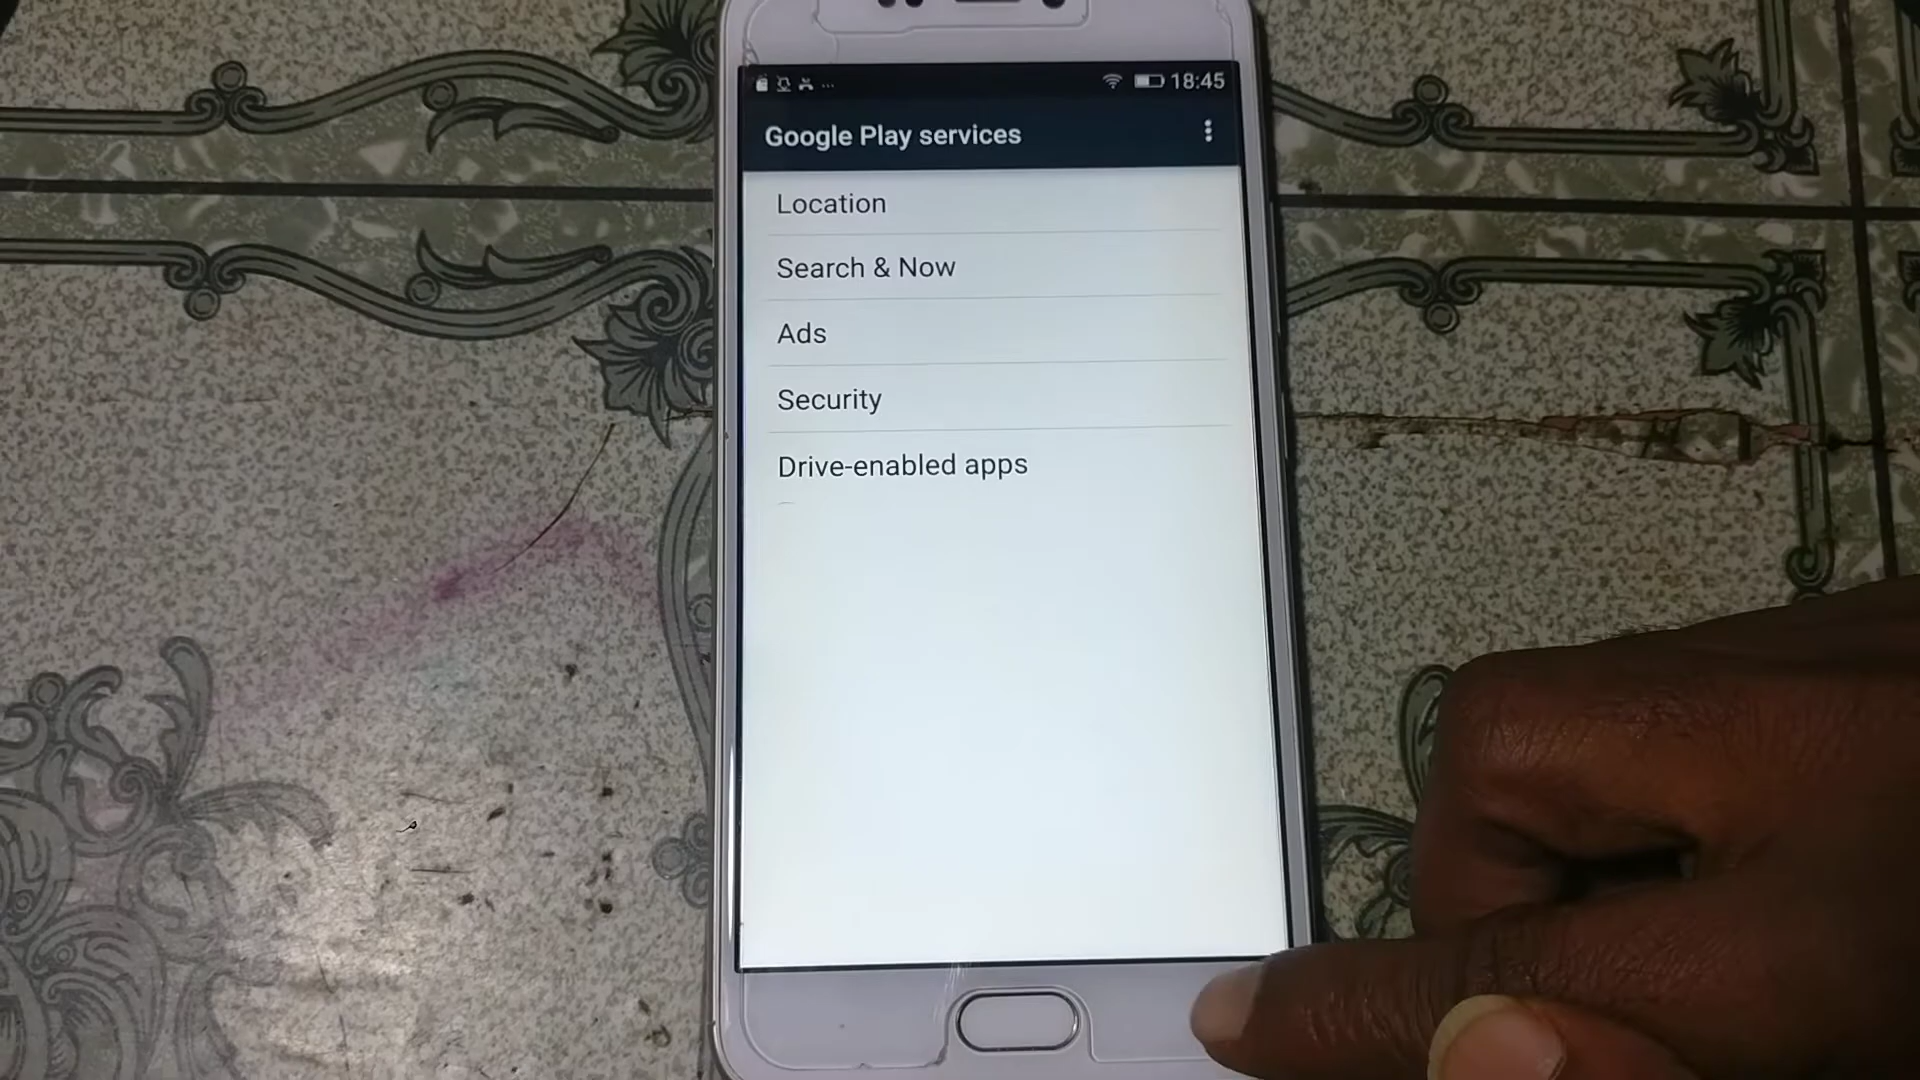 18:45
Google Play services
Location
Search & Now
Ads
Security
Drive-enabled apps